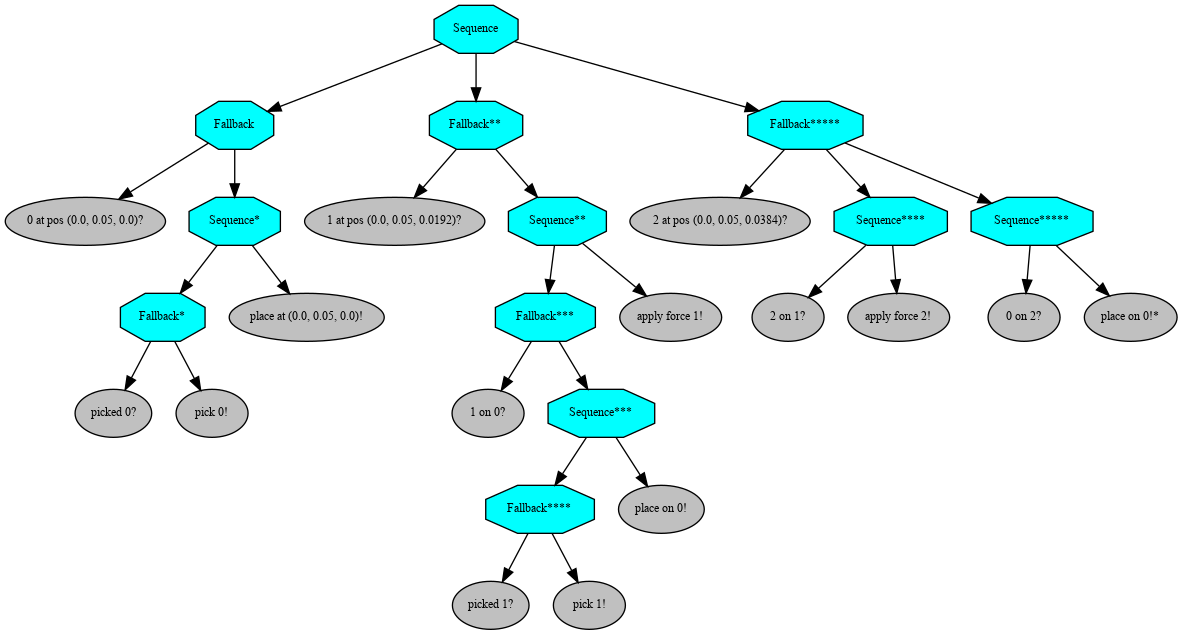 Sequence
Fallback
Fallback**
Fallback*****
0 at pos (0.0, 0.05, 0.0)?
Sequence*
1 at pos (0.0, 0.05, 0.0192)?
Sequence**
2 at pos (0.0, 0.05, 0.0384)?
Sequence****
Sequence*****
Fallback*
place at (0.0, 0.05, 0.0)!
Fallback***
apply force 1!
2 on 1?
apply force 2!
0 on 2?
place on 0!*
picked 0?
pick 0!
1 on 0?
Sequence***
Fallback****
place on 0!
picked 1?
pick 1!